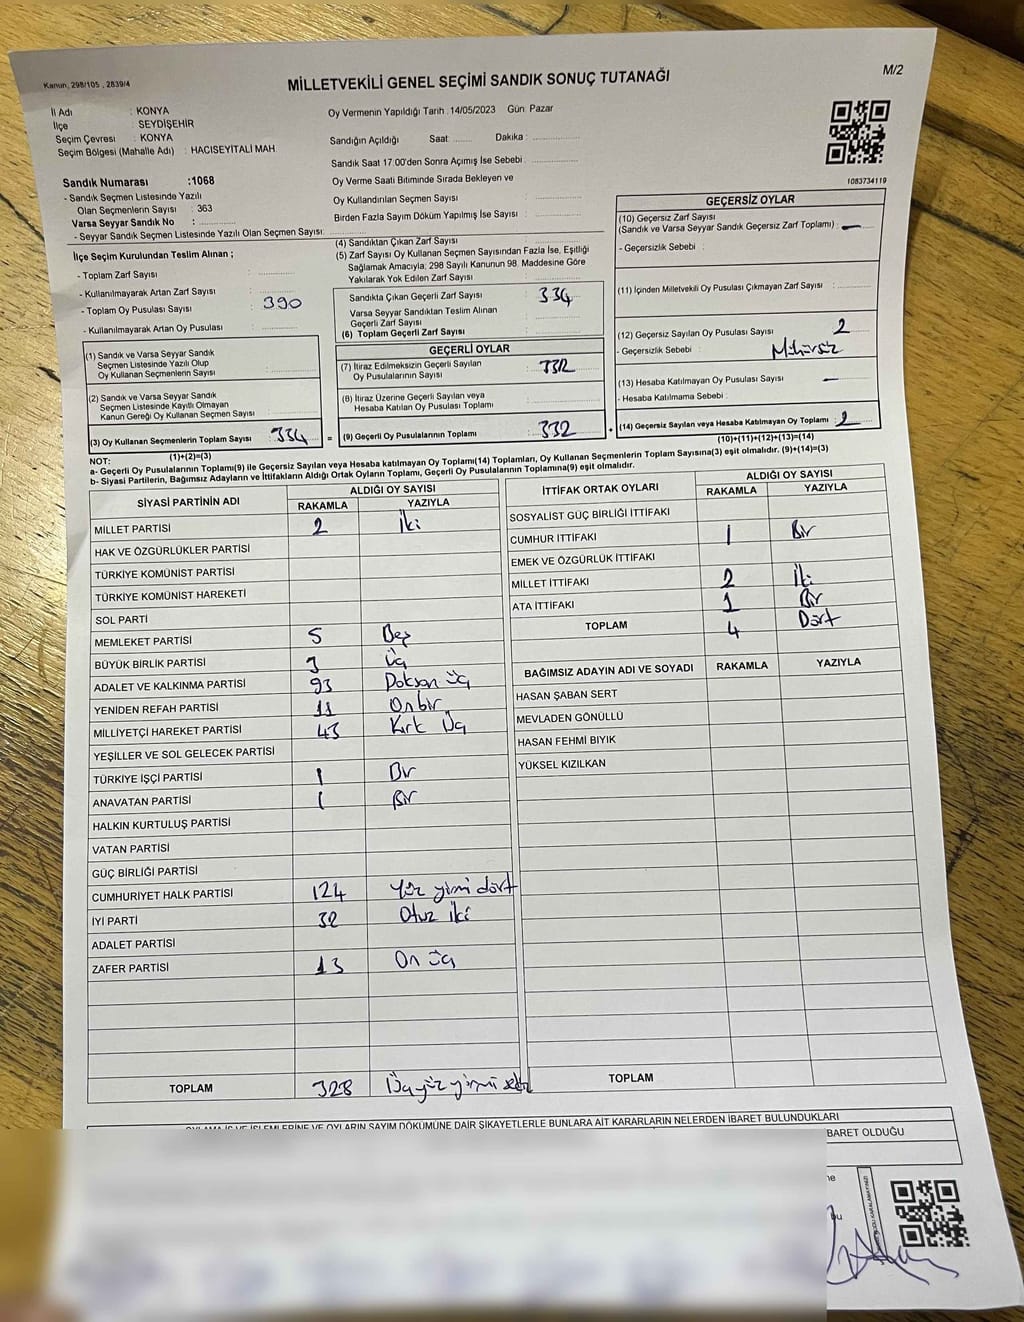 Kanun, 298/105 , 2839/4
MİLLETVEKİLİ GENEL SEÇİMİ SANDIK SONUÇ TUTANAĞI
M/2
İl Adı : KONYA
İlçe : SEYDİŞEHİR
Seçim Çevresi : KONYA
Seçim Bölgesi (Mahalle Adı) : HACISEYİTALİ MAH.
Sandık Numarası :1068
- Sandık Seçmen Listesinde Yazılı
Olan Seçmenlerin Sayısı : 363
Varsa Seyyar Sandık No :
- Seyyar Sandık Seçmen Listesinde Yazılı Olan Seçmen Sayısı:
Oy Vermenin Yapıldığı Tarih : 14/05/2023 Gün: Pazar
Sandığın Açıldığı Saat: Dakika :
Sandık Saat 17.00'den Sonra Açımış İse Sebebi :
Oy Verme Saati Bitiminde Sırada Bekleyen ve
Oy Kullandırılan Seçmen Sayısı :
Birden Fazla Sayım Döküm Yapılmış İse Sayısı :
1083734119
İlçe Seçim Kurulundan Teslim Alınan ;
- Toplam Zarf Sayısı :
- Kullanılmayarak Artan Zarf Sayısı :
- Toplam Oy Pusulası Sayısı : 390
- Kullanılmayarak Artan Oy Pusulası :
(1) Sandık ve Varsa Seyyar Sandık
Seçmen Listesinde Yazılı Olup
Oy Kullanan Seçmenlerin Sayısı :
(2) Sandık ve Varsa Seyyar Sandık
Seçmen Listesinde Kayıtlı Olmayan
Kanun Gereği Oy Kullanan Seçmen Sayısı :
(3) Oy Kullanan Seçmenlerin Toplam Sayısı : 334
(1)+(2)=(3)
(4) Sandıktan Çıkan Zarf Sayısı :
(5) Zarf Sayısı Oy Kullanan Seçmen Sayısından Fazla İse, Eşitliği
Sağlamak Amacıyla, 298 Sayılı Kanunun 98. Maddesine Göre
Yakılarak Yok Edilen Zarf Sayısı :
Sandıkta Çıkan Geçerli Zarf Sayısı : 334
Varsa Seyyar Sandıktan Teslim Alınan
Geçerli Zarf Sayısı :
(6) Toplam Geçerli Zarf Sayısı :
GEÇERLİ OYLAR
(7) İtiraz Edilmeksizin Geçerli Sayılan : 332
Oy Pusulalarının Sayısı
(8) İtiraz Üzerine Geçerli Sayılan veya :
Hesaba Katılan Oy Pusulası Toplamı
= (9) Geçerli Oy Pusulalarının Toplamı : 332
GEÇERSİZ OYLAR
(10) Geçersiz Zarf Sayısı
(Sandık ve Varsa Seyyar Sandık Geçersiz Zarf Toplamı) : —
- Geçersizlik Sebebi :
(11) İçinden Milletvekili Oy Pusulası Çıkmayan Zarf Sayısı :
(12) Geçersiz Sayılan Oy Pusulası Sayısı : 2
- Geçersizlik Sebebi : Mühürsüz
(13) Hesaba Katılmayan Oy Pusulası Sayısı : —
- Hesaba Katılmama Sebebi :
+ (14) Geçersiz Sayılan veya Hesaba Katılmayan Oy Toplamı : 2
(10)+(11)+(12)+(13)=(14)
NOT:
a- Geçerli Oy Pusulalarının Toplamı(9) ile Geçersiz Sayılan veya Hesaba katılmayan Oy Toplamı(14) Toplamları, Oy Kullanan Seçmenlerin Toplam Sayısına(3) eşit olmalıdır. (9)+(14)=(3)
b- Siyasi Partilerin, Bağımsız Adayların ve İttifakların Aldığı Ortak Oyların Toplamı, Geçerli Oy Pusulalarının Toplamına(9) eşit olmalıdır.
SİYASİ PARTİNİN ADI ALDIĞI OY SAYISI
RAKAMLA YAZIYLA
MİLLET PARTİSİ 2 İki
HAK VE ÖZGÜRLÜKLER PARTİSİ
TÜRKİYE KOMÜNİST PARTİSİ
TÜRKİYE KOMÜNİST HAREKETİ
SOL PARTİ
MEMLEKET PARTİSİ 5 Beş
BÜYÜK BİRLİK PARTİSİ 3 Üç
ADALET VE KALKINMA PARTİSİ 93 Doksan üç
YENİDEN REFAH PARTİSİ 11 Onbir
MİLLİYETÇİ HAREKET PARTİSİ 43 Kırk Üç
YEŞİLLER VE SOL GELECEK PARTİSİ
TÜRKİYE İŞÇİ PARTİSİ 1 Bir
ANAVATAN PARTİSİ 1 Bir
HALKIN KURTULUŞ PARTİSİ
VATAN PARTİSİ
GÜÇ BİRLİĞİ PARTİSİ
CUMHURİYET HALK PARTİSİ 124 Yüz yirmi dört
İYİ PARTİ 32 Otuz iki
ADALET PARTİSİ
ZAFER PARTİSİ 13 On üç
TOPLAM 328 Üçyüz yirmi sekiz
İTTİFAK ORTAK OYLARI ALDIĞI OY SAYISI
RAKAMLA YAZIYLA
SOSYALİST GÜÇ BİRLİĞİ İTTİFAKI
CUMHUR İTTİFAKI 1 Bir
EMEK VE ÖZGÜRLÜK İTTİFAKI
MİLLET İTTİFAKI 2 İki
ATA İTTİFAKI 1 Bir
TOPLAM 4 Dört
BAĞIMSIZ ADAYIN ADI VE SOYADI RAKAMLA YAZIYLA
HASAN ŞABAN SERT
MEVLADEN GÖNÜLLÜ
HASAN FEHMİ BIYIK
YÜKSEL KIZILKAN
TOPLAM
OYLAMA İŞ VE İŞLEMLERİNE VE OYLARIN SAYIM DÖKÜMÜNE DAİR ŞİKAYETLERLE BUNLARA AİT KARARLARIN NELERDEN İBARET BULUNDUKLARI
BARET OLDUĞU